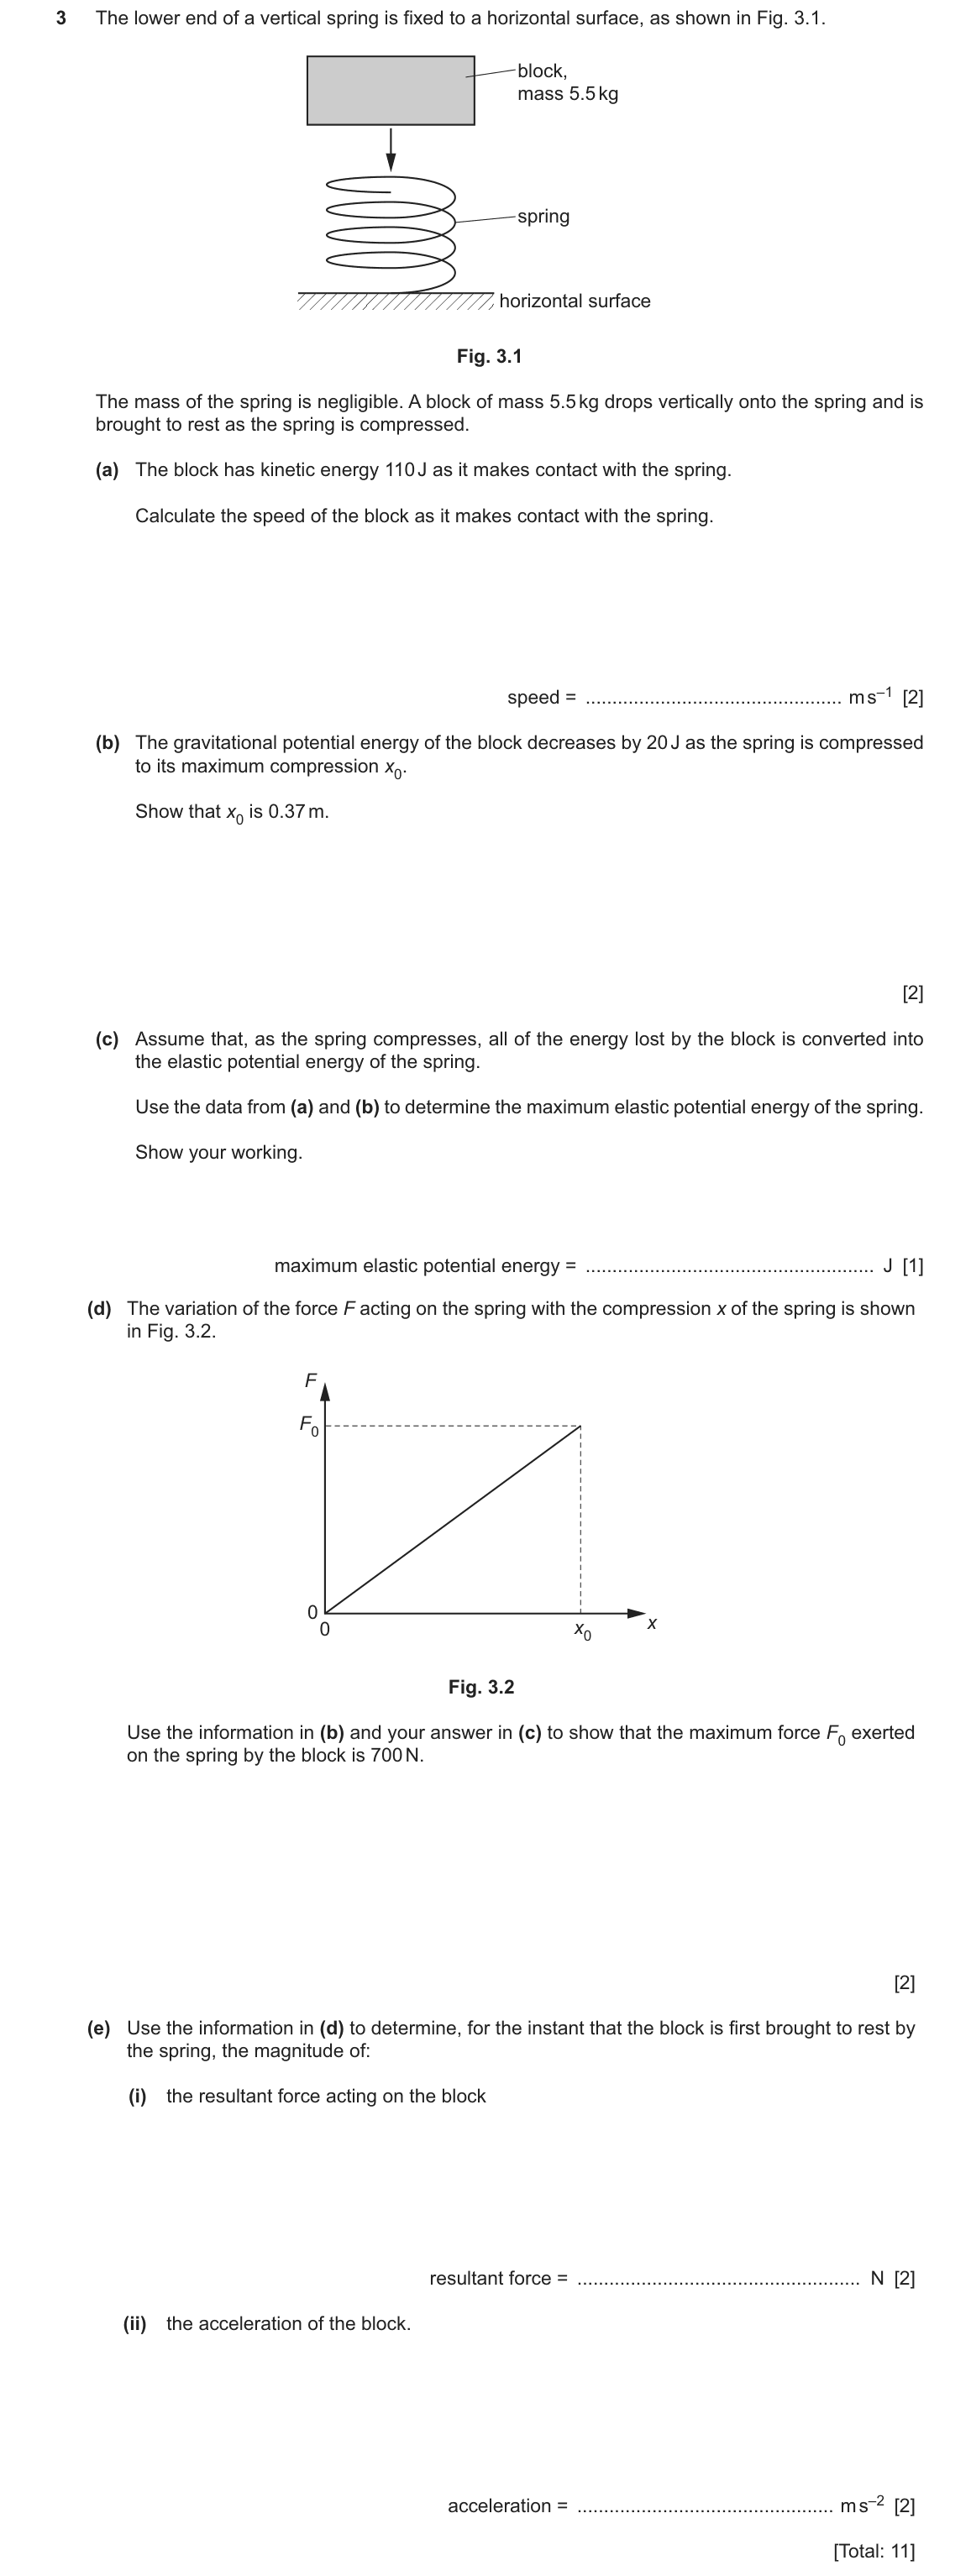 3 The lower end of a vertical spring is fixed to a horizontal surface, as shown in Fig. 3.1.
block,
mass 5.5 kg
spring
horizontal surface
Fig. 3.1
The mass of the spring is negligible. A block of mass 5.5 kg drops vertically onto the spring and is
brought to rest as the spring is compressed.
(a) The block has kinetic energy 110 J as it makes contact with the spring.
Calculate the speed of the block as it makes contact with the spring.
speed = ................................................ m s⁻¹ [2]
(b) The gravitational potential energy of the block decreases by 20 J as the spring is compressed
to its maximum compression x₀.
Show that x₀ is 0.37 m.
[2]
(c) Assume that, as the spring compresses, all of the energy lost by the block is converted into
the elastic potential energy of the spring.
Use the data from (a) and (b) to determine the maximum elastic potential energy of the spring.
Show your working.
maximum elastic potential energy = ...................................................... J [1]
(d) The variation of the force F acting on the spring with the compression x of the spring is shown
in Fig. 3.2.
F
F₀
0
0
x₀
x
Fig. 3.2
Use the information in (b) and your answer in (c) to show that the maximum force F₀ exerted
on the spring by the block is 700 N.
[2]
(e) Use the information in (d) to determine, for the instant that the block is first brought to rest by
the spring, the magnitude of:
(i) the resultant force acting on the block
resultant force = ..................................................... N [2]
(ii) the acceleration of the block.
acceleration = ................................................ m s⁻² [2]
[Total: 11]